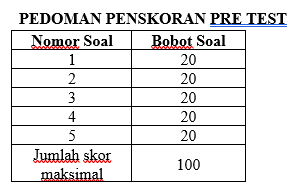 PEDOMAN PENSKORAN PRE TEST
Nomor Soal Bobot Soal
1 20
2 20
3 20
4 20
5 20
Jumlah skor
maksimal 100